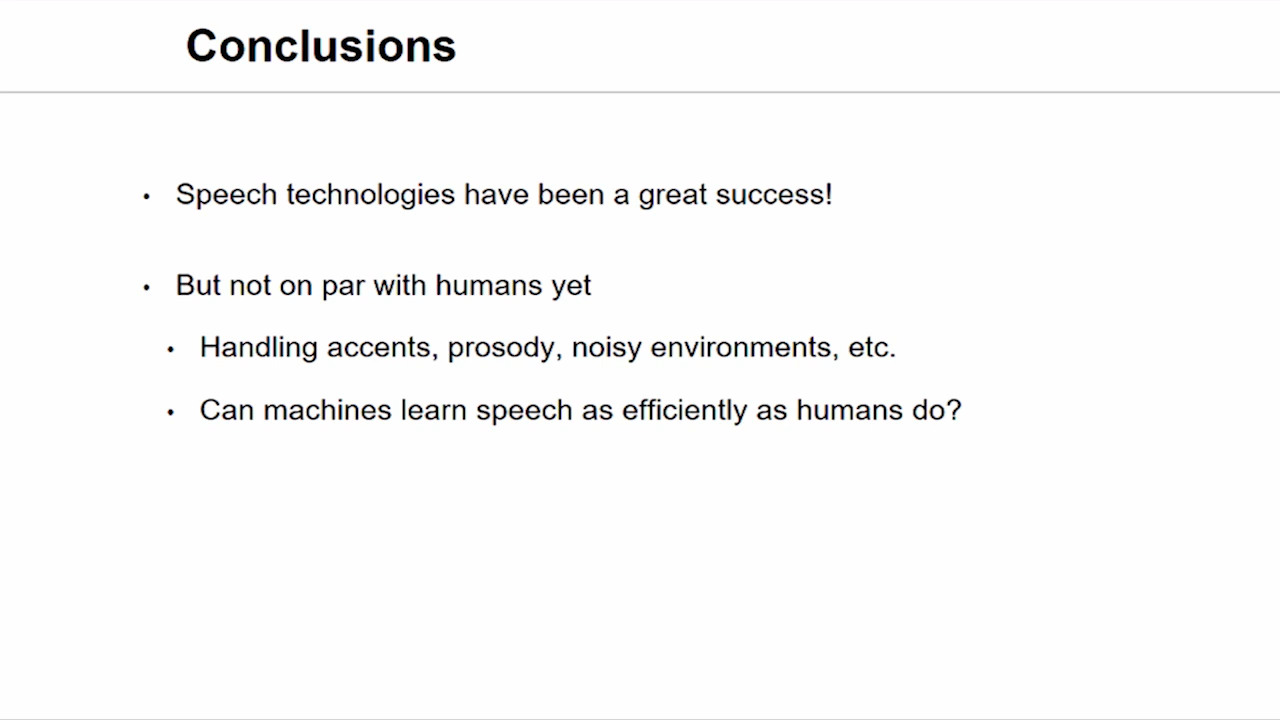 Conclusions
• Speech technologies have been a great success!
• But not on par with humans yet
• Handling accents, prosody, noisy environments, etc.
• Can machines learn speech as efficiently as humans do?